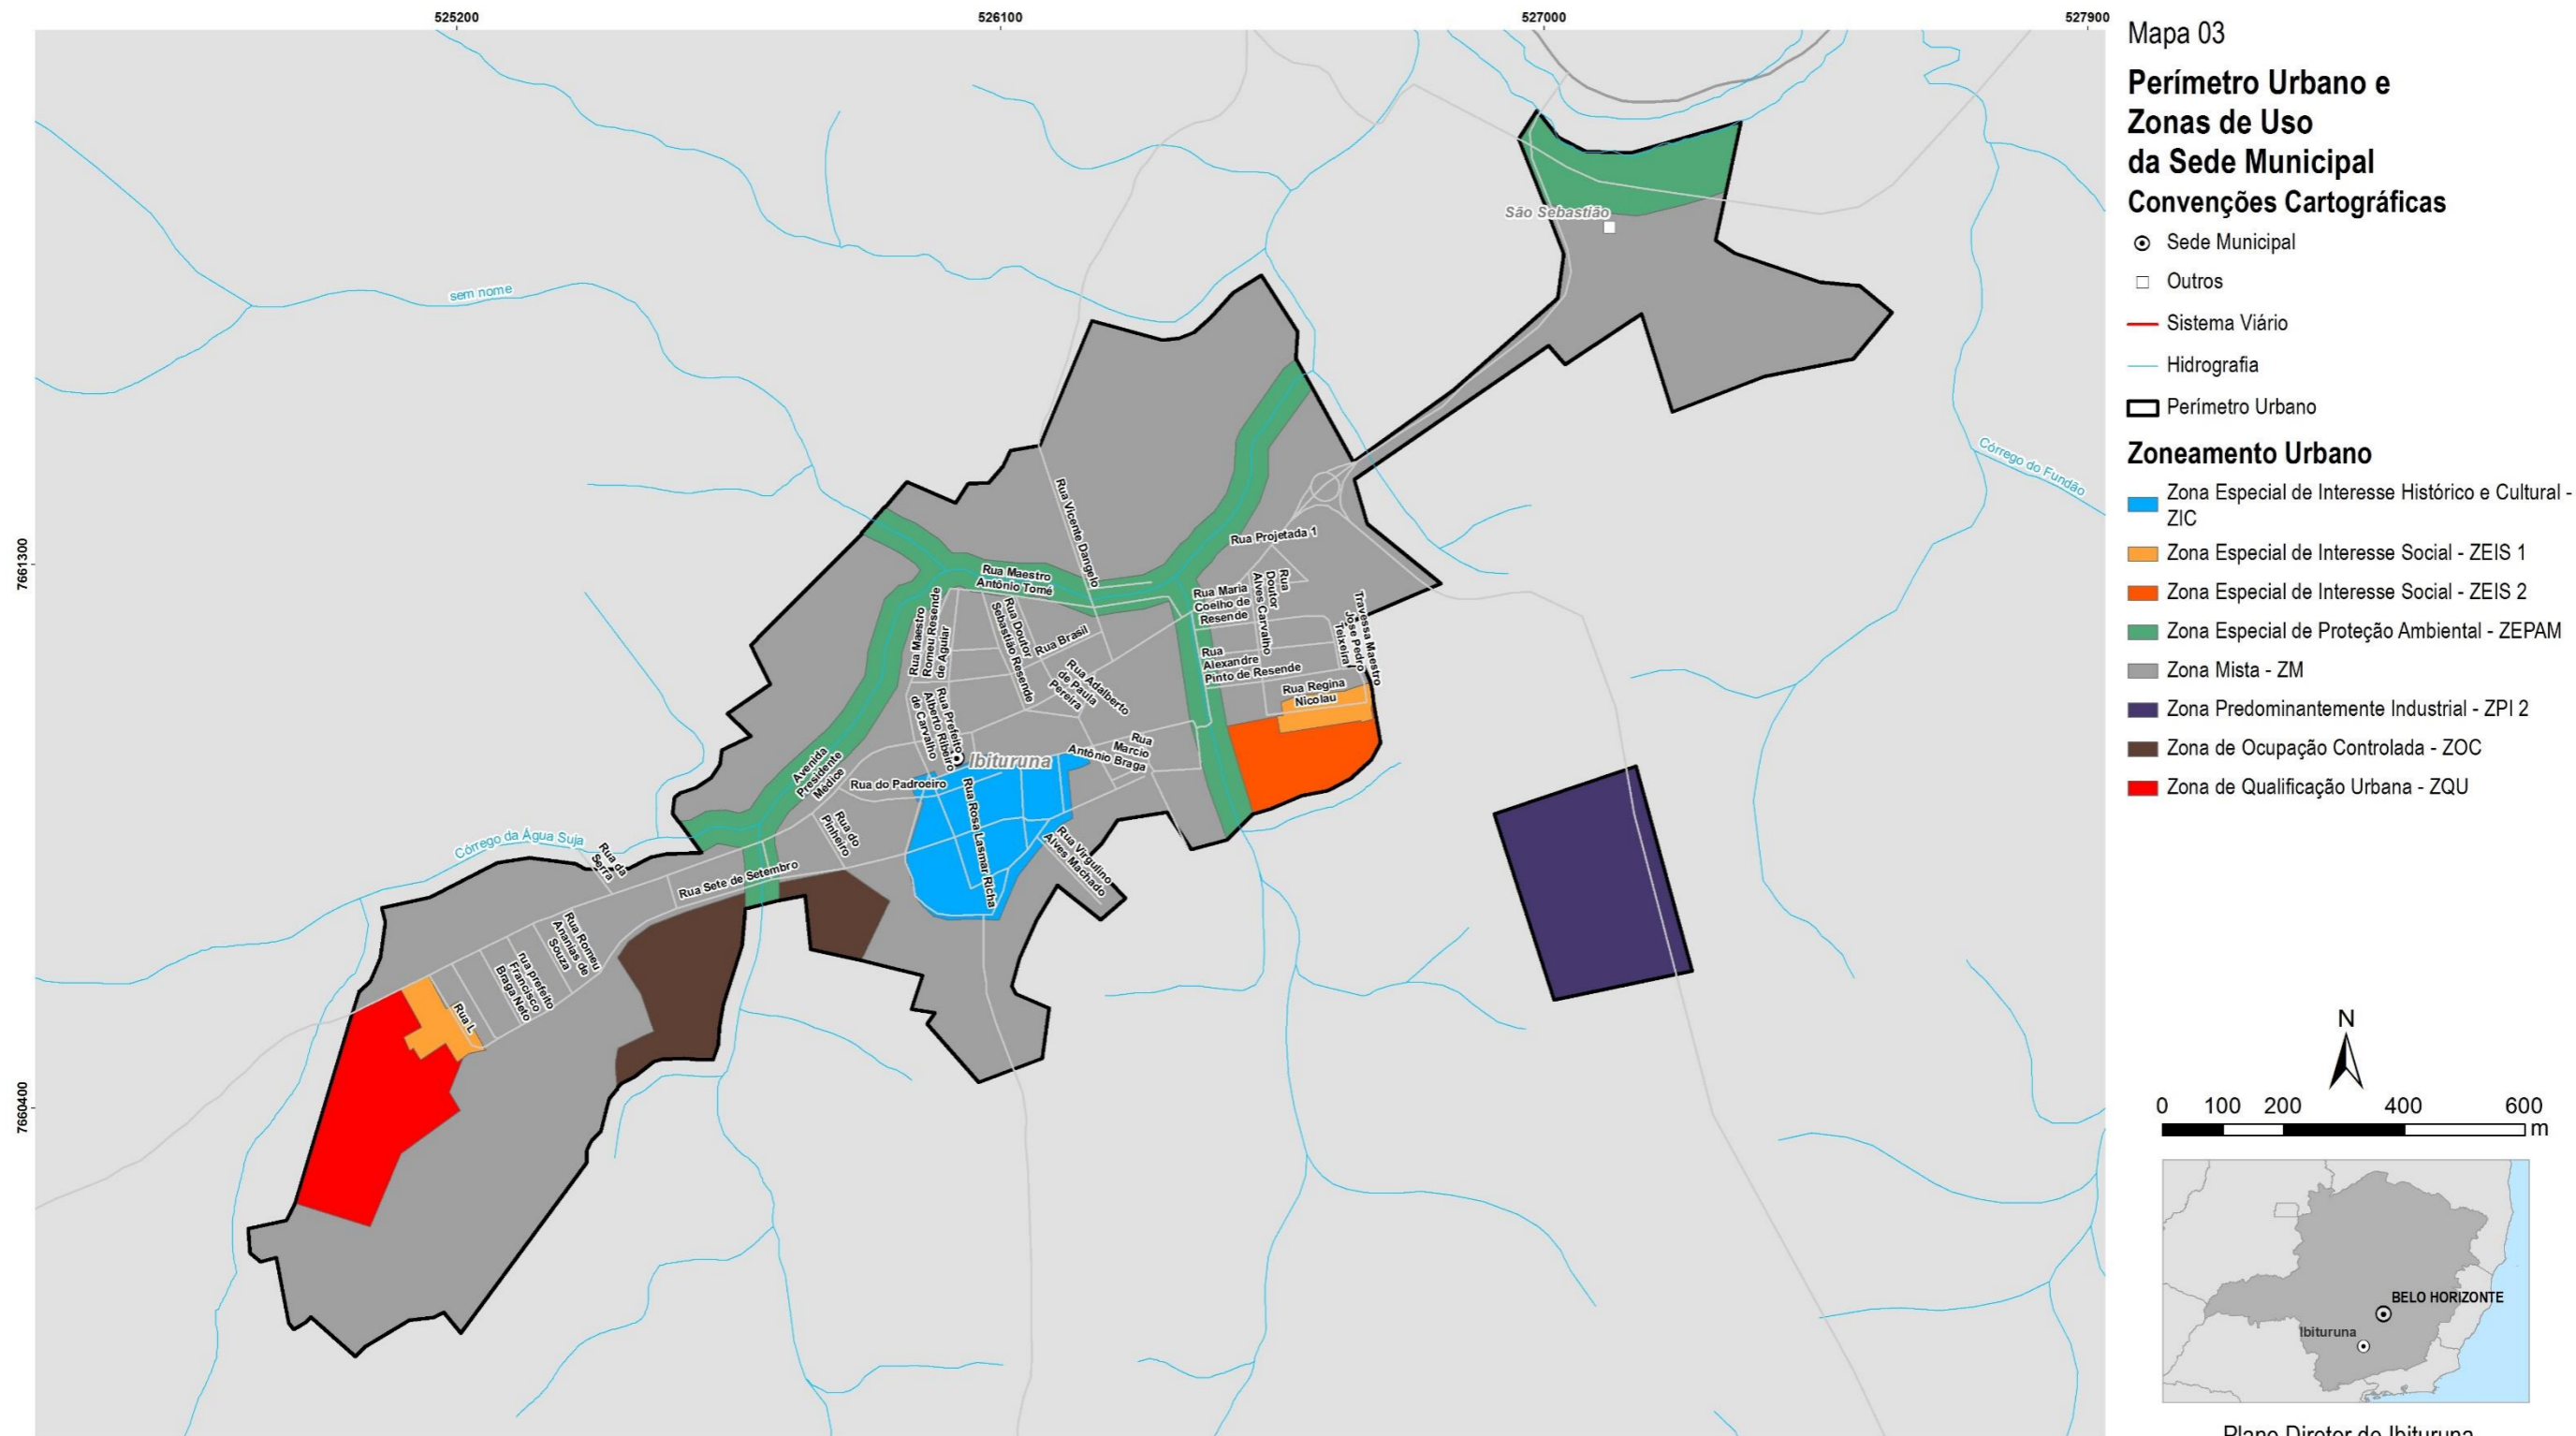 525200
526100
527000
527900
7661300
7660400
sem nome
São Sebastião
Córrego do Fundão
Rua Vicente Dangelo
Rua Projetada 1
Rua Maestro
Antônio Tomé
Rua Maestro
Romeu Resende
de Aguiar
Rua Doutor
Sebastião Resende
Rua Brasil
Rua Maria
Coelho de
Resende
Rua
Doutor
Alves Carvalho
Travessa Maestro
José Pedro
Teixeira
Rua
Alexandre
Pinto de Resende
Rua Adalberto
de Paula
Pereira
Rua Regina
Nicolau
Rua Prefeito
Alberto Ribeiro
de Carvalho
Avenida
Presidente
Médice
Ibituruna
Rua
Marcio
Antônio Braga
Rua do Padroeiro
Rua Rosa Lasmar Richa
Rua do
Pinheiro
Rua Virgulino
Alves Machado
Córrego da Água Suja
Rua da
Serra
Rua Sete de Setembro
Rua Romeu
Ananias de
Souza
rua prefeito
Francisco
Braga Neto
Rua L
Mapa 03
Perímetro Urbano e
Zonas de Uso
da Sede Municipal
Convenções Cartográficas
Sede Municipal
Outros
Sistema Viário
Hidrografia
Perímetro Urbano
Zoneamento Urbano
Zona Especial de Interesse Histórico e Cultural -
ZIC
Zona Especial de Interesse Social - ZEIS 1
Zona Especial de Interesse Social - ZEIS 2
Zona Especial de Proteção Ambiental - ZEPAM
Zona Mista - ZM
Zona Predominantemente Industrial - ZPI 2
Zona de Ocupação Controlada - ZOC
Zona de Qualificação Urbana - ZQU
N
0 100 200 400 600
m
BELO HORIZONTE
Ibituruna
Plano Diretor de Ibituruna